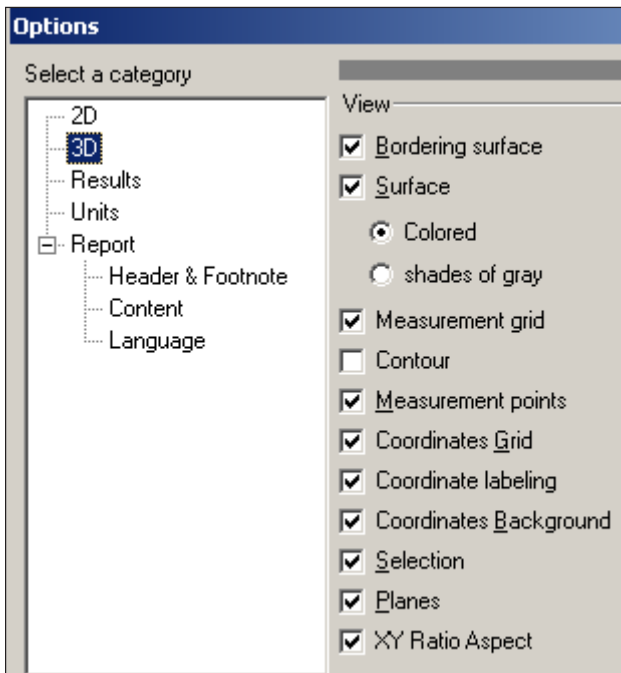 Options
Select a category
2D
3D
Results
Units
Report
Header & Footnote
Content
Language
View
Bordering surface
Surface
Colored
shades of gray
Measurement grid
Contour
Measurement points
Coordinates Grid
Coordinate labeling
Coordinates Background
Selection
Planes
XY Ratio Aspect